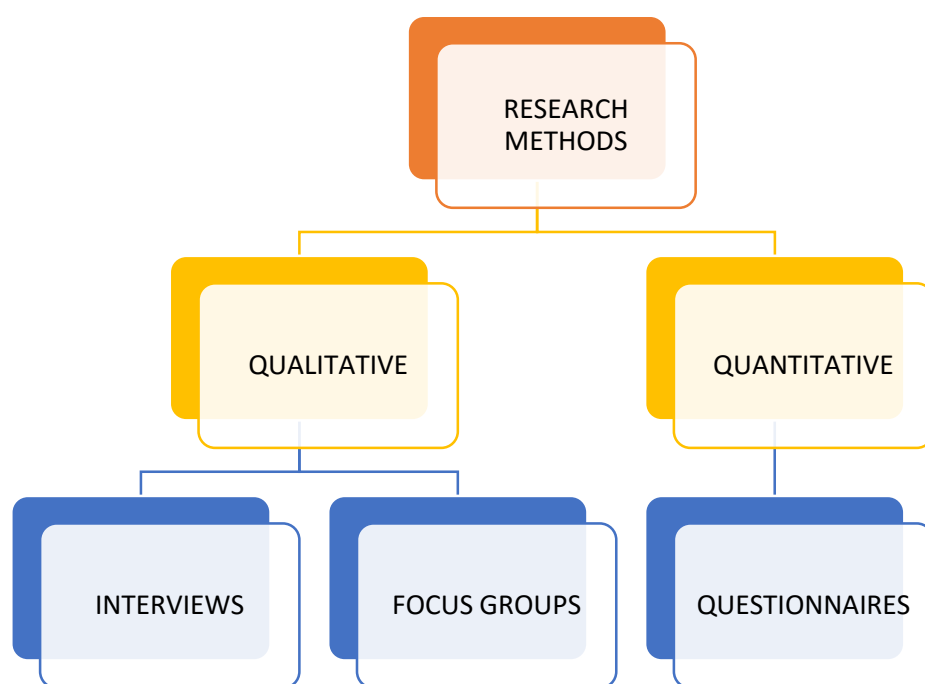 RESEARCH
METHODS
QUALITATIVE
QUANTITATIVE
INTERVIEWS
FOCUS GROUPS
QUESTIONNAIRES